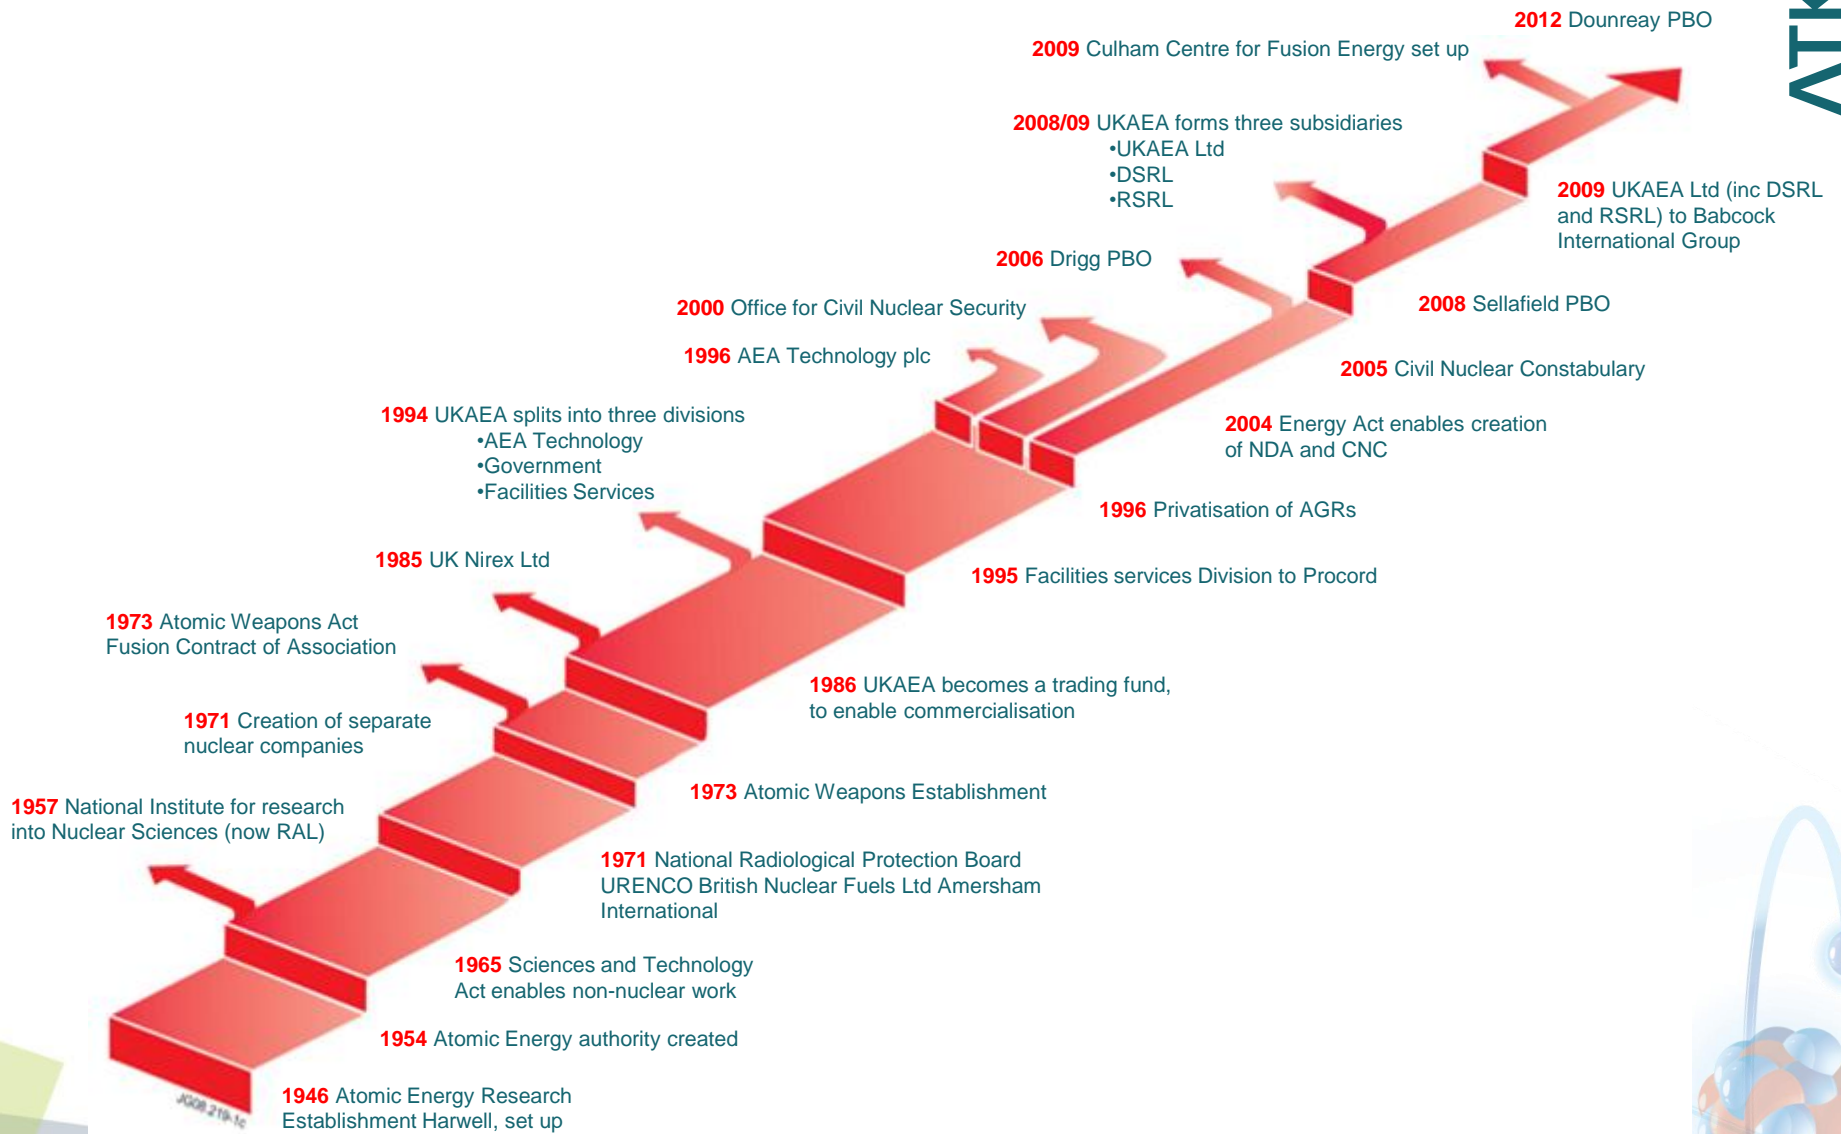 2012 Dounreay PBO
2009 Culham Centre for Fusion Energy set up
2008/09 UKAEA forms three subsidiaries
•UKAEA Ltd
•DSRL
•RSRL
2009 UKAEA Ltd (inc DSRL
and RSRL) to Babcock
International Group
2006 Drigg PBO
2008 Sellafield PBO
2000 Office for Civil Nuclear Security
1996 AEA Technology plc
2005 Civil Nuclear Constabulary
1994 UKAEA splits into three divisions
•AEA Technology
•Government
•Facilities Services
2004 Energy Act enables creation
of NDA and CNC
1996 Privatisation of AGRs
1985 UK Nirex Ltd
1995 Facilities services Division to Procord
1973 Atomic Weapons Act
Fusion Contract of Association
1986 UKAEA becomes a trading fund,
to enable commercialisation
1971 Creation of separate
nuclear companies
1973 Atomic Weapons Establishment
1957 National Institute for research
into Nuclear Sciences (now RAL)
1971 National Radiological Protection Board
URENCO British Nuclear Fuels Ltd Amersham
International
1965 Sciences and Technology
Act enables non-nuclear work
1954 Atomic Energy authority created
1946 Atomic Energy Research
Establishment Harwell, set up
JG08.219-1c